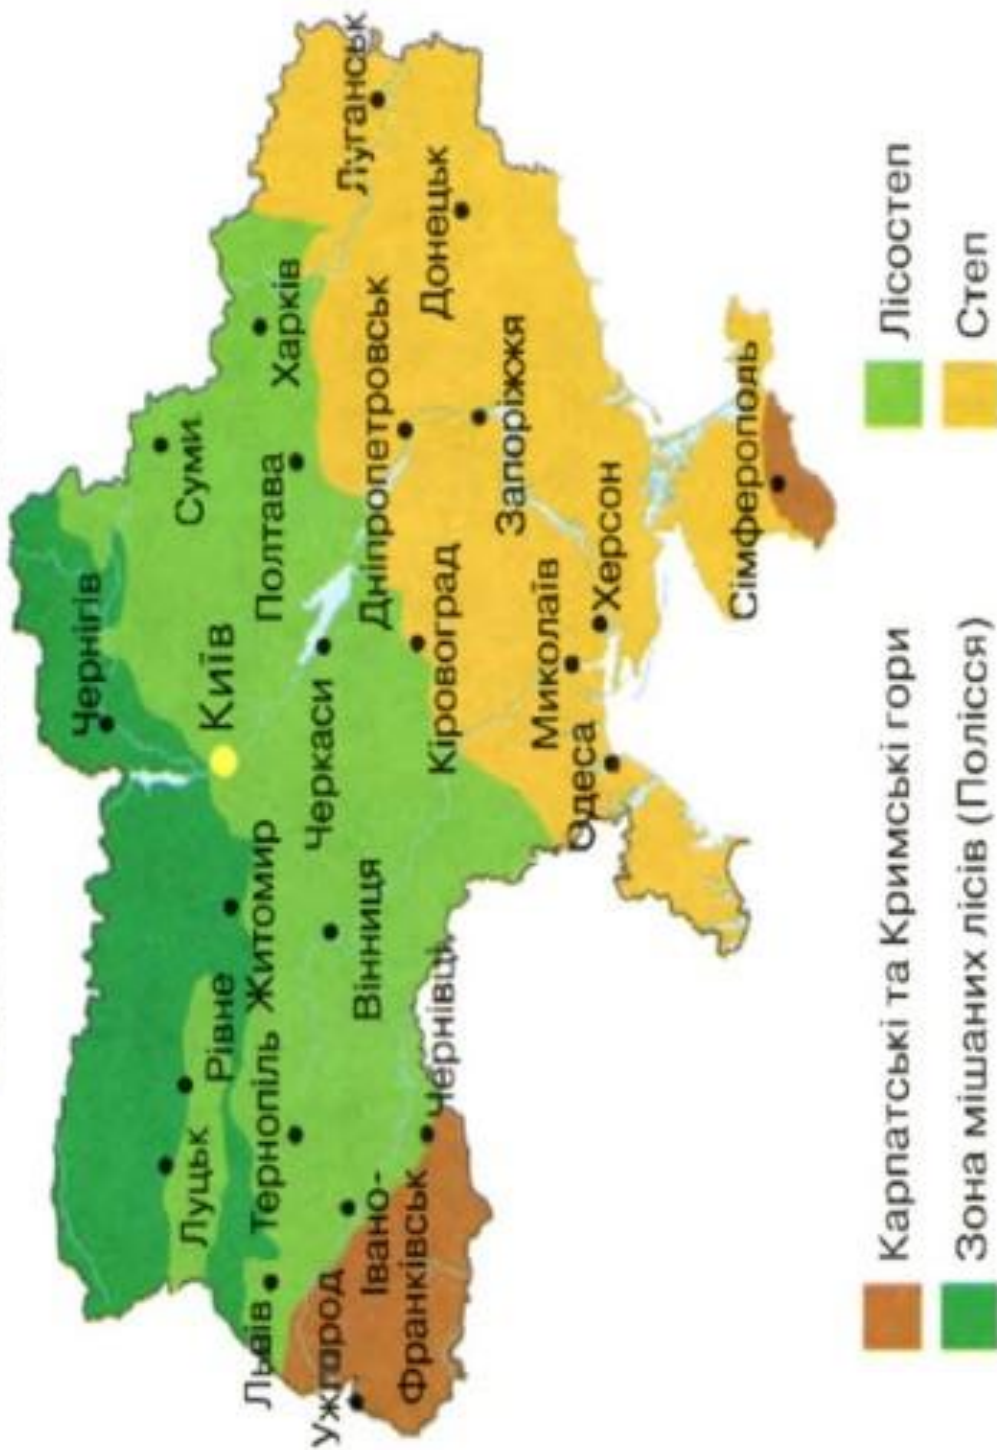 Чернігів
Суми
Київ
Харків
Луганськ
Луцьк
Рівне
Житомир
Полтава
Львів
Тернопіль
Черкаси
Дніпропетровськ
Донецьк
Вінниця
Ужгород
Івано-
Франківськ
Чернівці
Кіровоград
Запоріжжя
Миколаїв
Херсон
Одеса
Сімферополь
Карпатські та Кримські гори
Лісостеп
Зона мішаних лісів (Полісся)
Степ